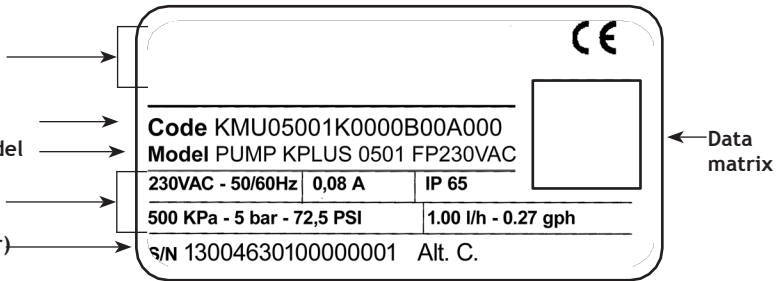 CE
Code KMU05001K0000B00A000
Model PUMP KPLUS 0501 FP230VAC
230VAC - 50/60Hz 0,08 A IP 65
500 KPa - 5 bar - 72,5 PSI 1.00 l/h - 0.27 gph
S/N 13004630100000001 Alt. C.
Data
matrix